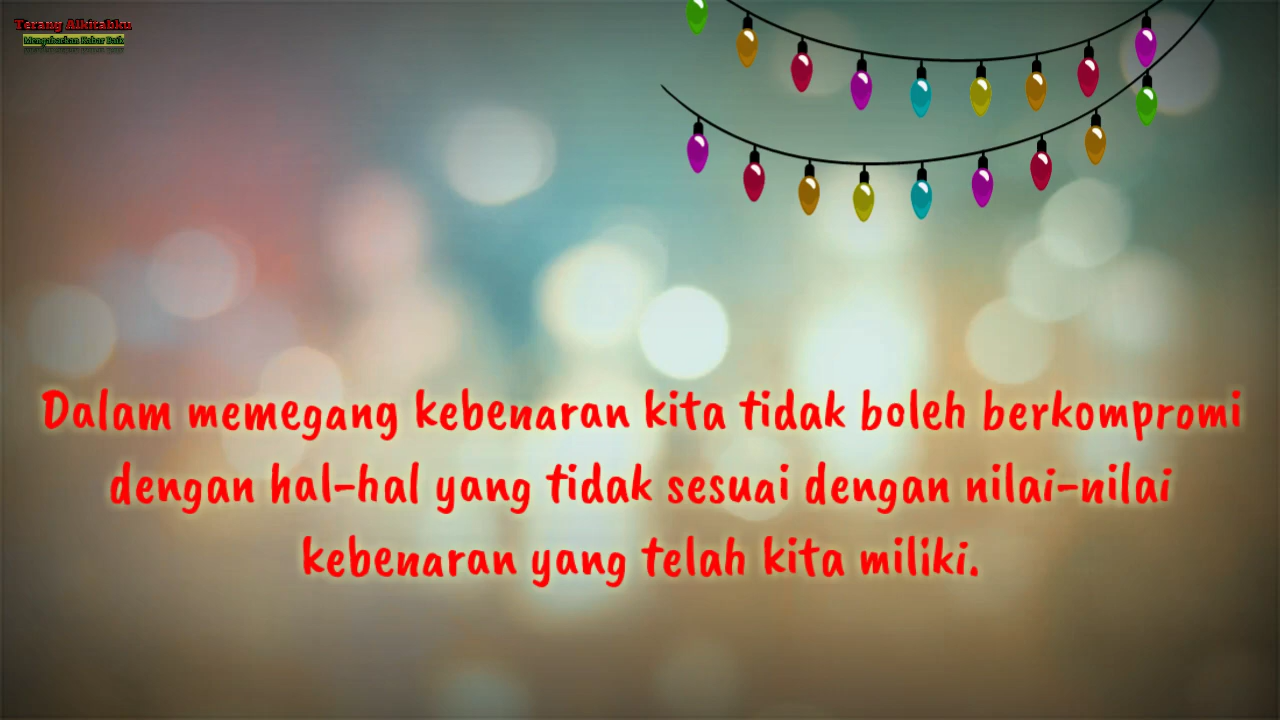 Terang Alkitabku
Mengabarkan Kabar Baik
Dalam memegang kebenaran kita tidak boleh berkompromi
dengan hal-hal yang tidak sesuai dengan nilai-nilai
kebenaran yang telah kita miliki.